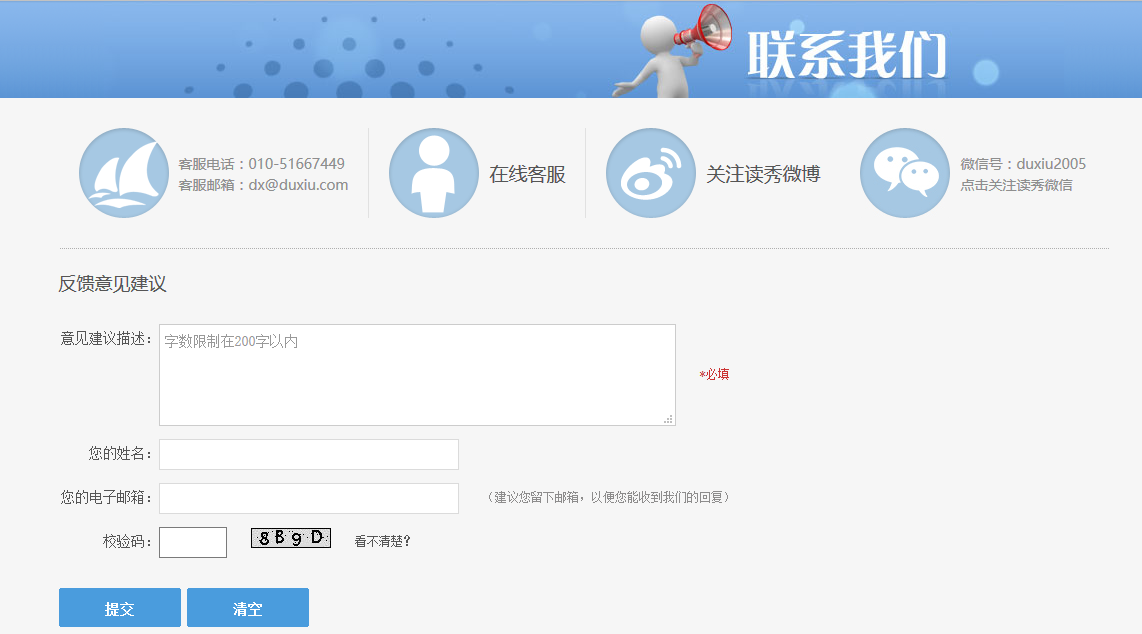 联系我们
客服电话：010-51667449
客服邮箱：dx@duxiu.com
在线客服
关注读秀微博
微信号：duxiu2005
点击关注读秀微信
反馈意见建议
意见建议描述：
字数限制在200字以内
*必填
您的姓名：
您的电子邮箱：
（建议您留下邮箱，以便您能收到我们的回复）
校验码：
8B9D
看不清楚？
提交
清空